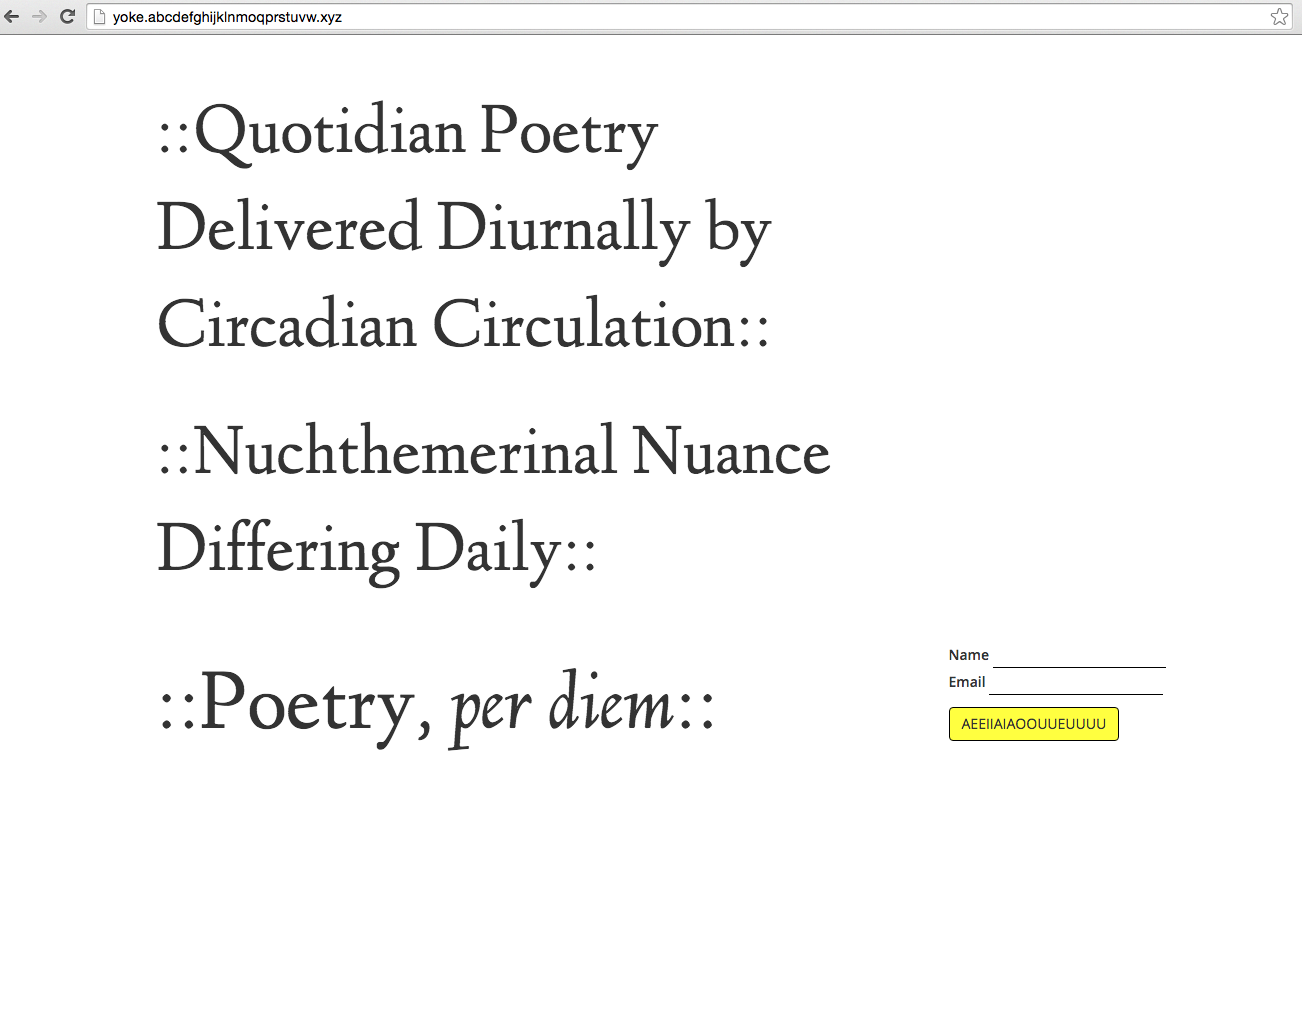 yoke.abcdefghijklnmoqprstuvw.xyz
::Quotidian Poetry
Delivered Diurnally by
Circadian Circulation::
::Nuchthemerinal Nuance
Differing Daily::
::Poetry, per diem::
Name
Email
AEEIIAIAOOUUEUUUU